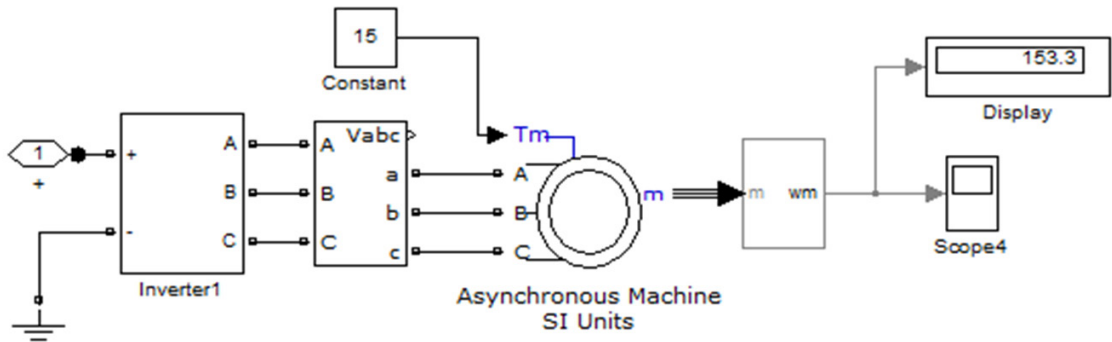 15
Constant
153.3
Display
1
+
+
-
A
B
C
Inverter1
A
B
C
Vabc
a
b
c
Tm
A
B
C
m
Asynchronous Machine
SI Units
m
wm
Scope4